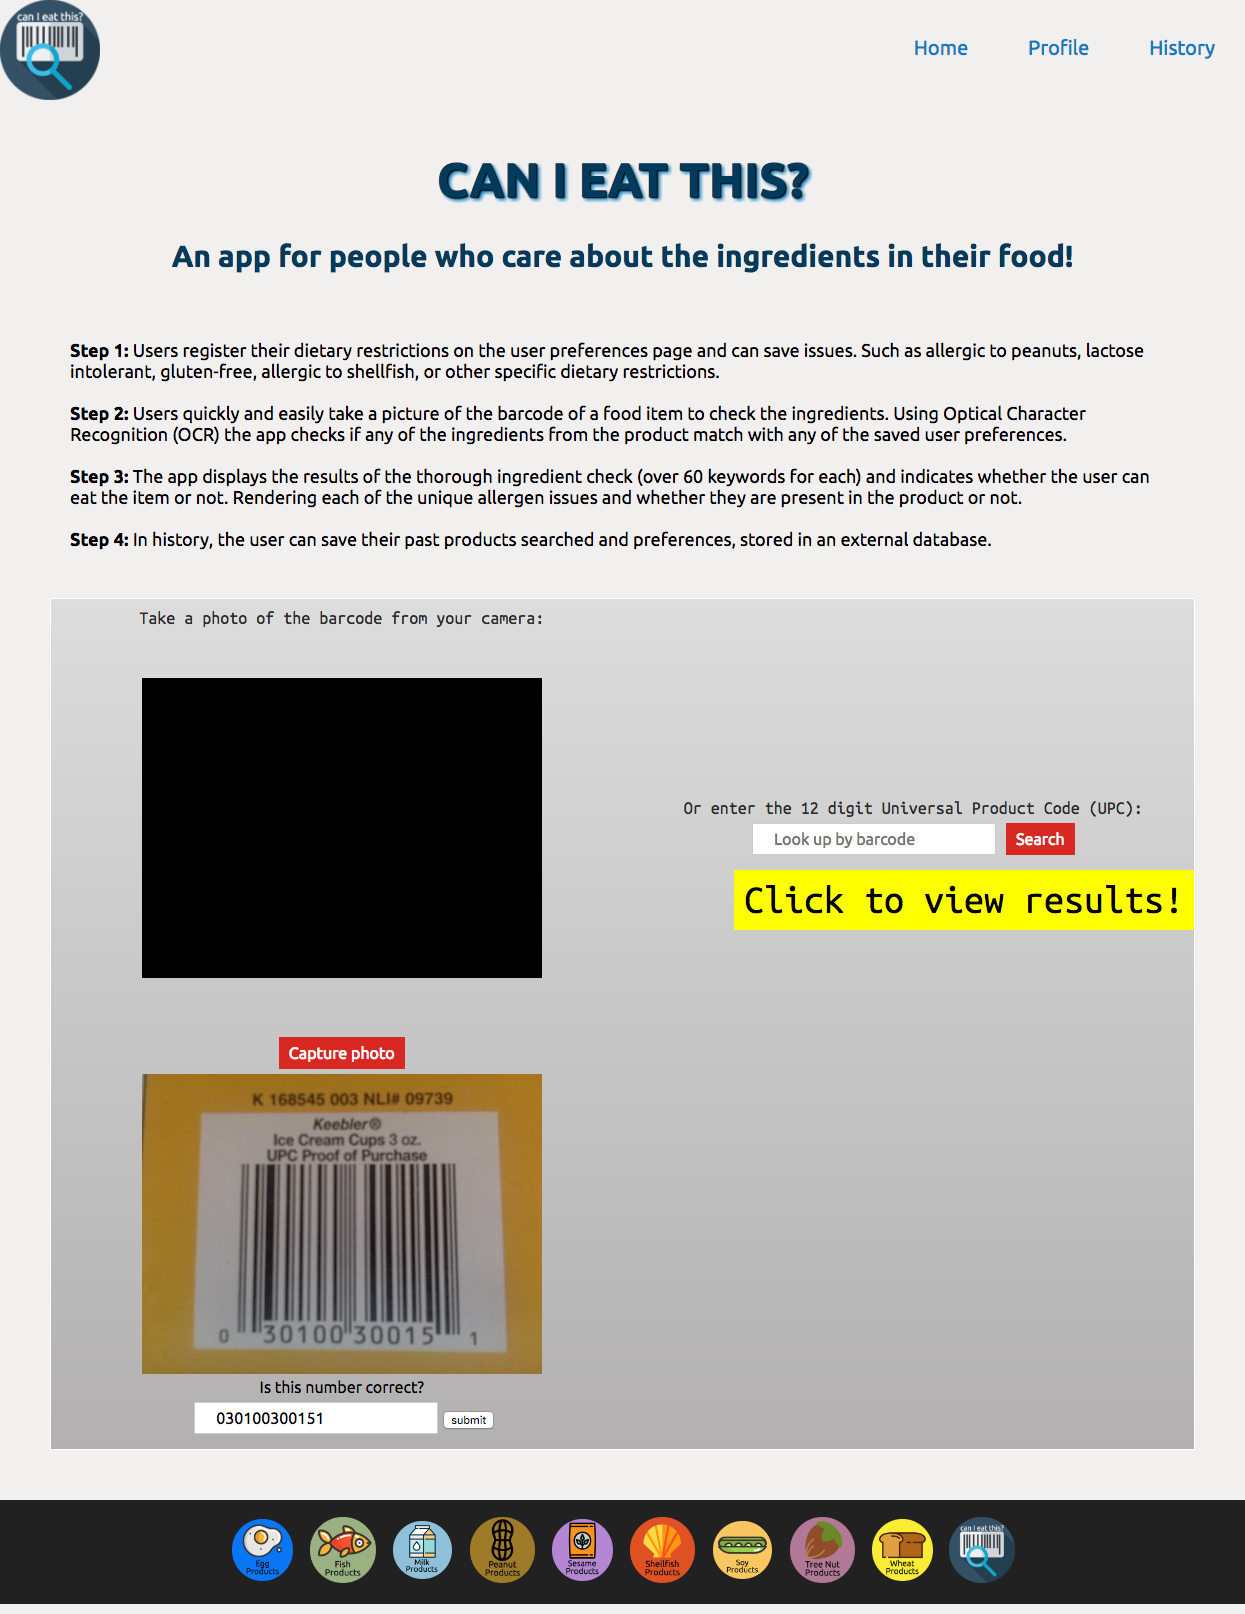 can I eat this?
Home
Profile
History
CAN I EAT THIS?
An app for people who care about the ingredients in their food!
Step 1: Users register their dietary restrictions on the user preferences page and can save issues. Such as allergic to peanuts, lactose
intolerant, gluten-free, allergic to shellfish, or other specific dietary restrictions.
Step 2: Users quickly and easily take a picture of the barcode of a food item to check the ingredients. Using Optical Character
Recognition (OCR) the app checks if any of the ingredients from the product match with any of the saved user preferences.
Step 3: The app displays the results of the thorough ingredient check (over 60 keywords for each) and indicates whether the user can
eat the item or not. Rendering each of the unique allergen issues and whether they are present in the product or not.
Step 4: In history, the user can save their past products searched and preferences, stored in an external database.
Take a photo of the barcode from your camera:
Or enter the 12 digit Universal Product Code (UPC):
Look up by barcode
Search
Click to view results!
Capture photo
K 168545 003 NLI# 09739
Keebler®
Ice Cream Cups 3 oz.
UPC Proof of Purchase
0 30100 30015 1
Is this number correct?
030100300151
submit
Egg
Products
Fish
Products
Milk
Products
Peanut
Products
Sesame
Products
Shellfish
Products
Soy
Products
Tree Nut
Products
Wheat
Products
can I eat this?